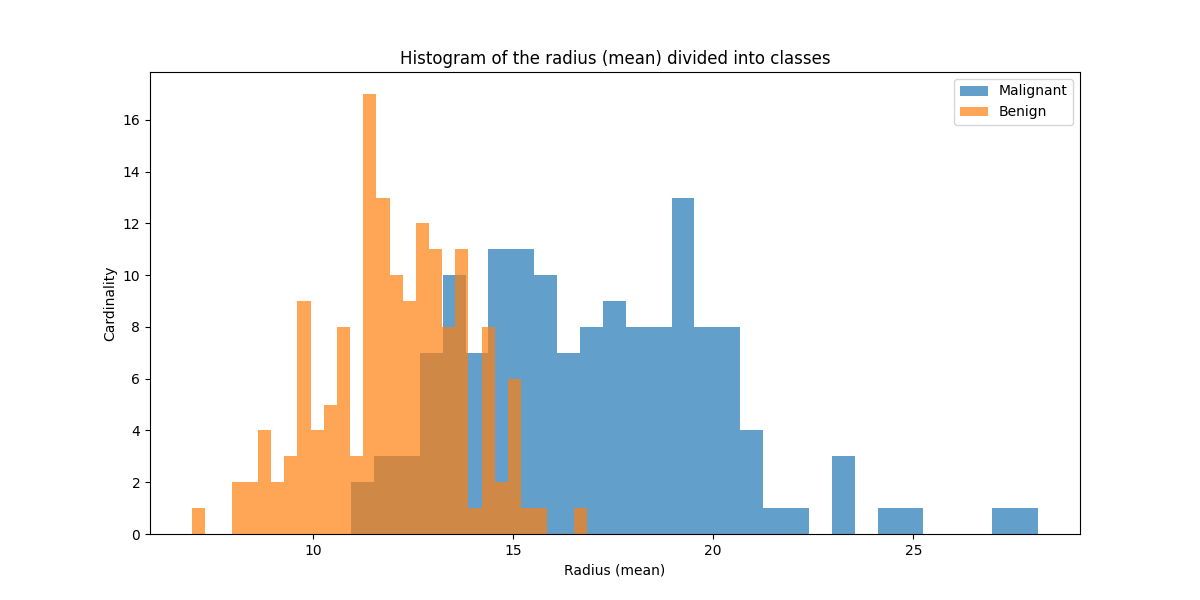 Histogram of the radius (mean) divided into classes
Malignant
Benign
16
14
12
10
8
6
4
2
0
Cardinality
10 15 20 25
Radius (mean)